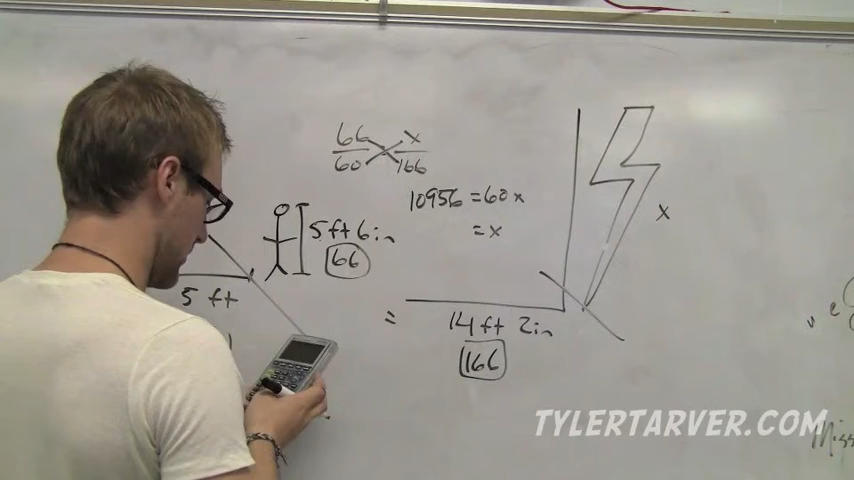 66 x
60 166
10956 = 60x
= x
5 ft 6 in
66
x
5 ft
=
14 ft 2 in
166
TYLERTARVER.COM